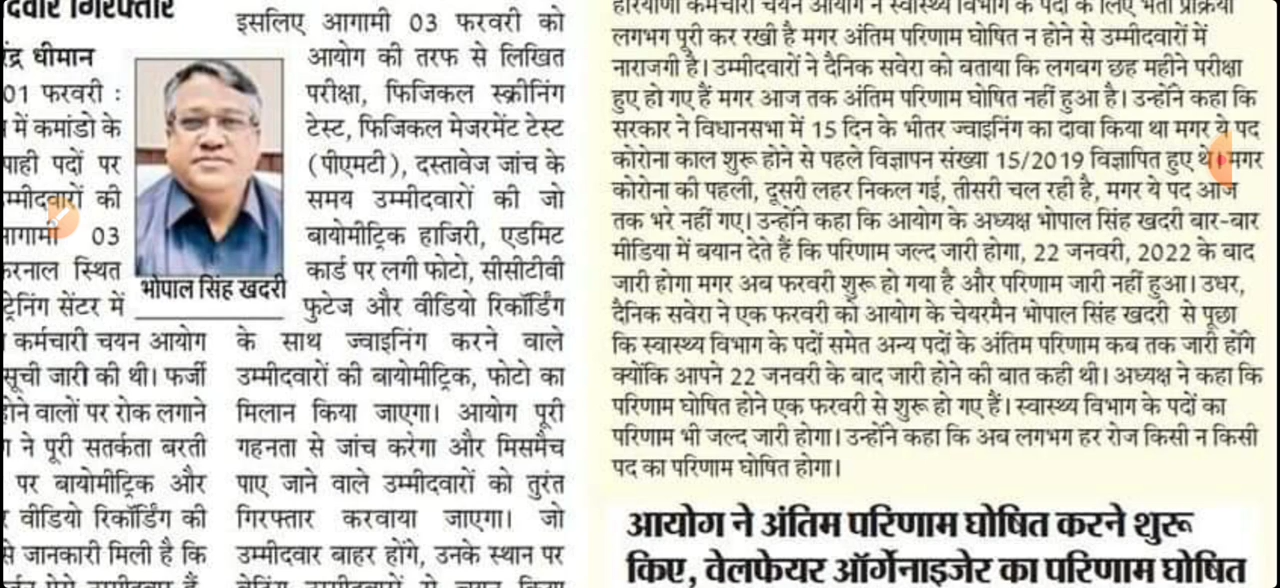 दवार गिरफ्तार
धीमान
01 फरवरी :
में कमांडो के
पदों पर
की
03
स्थित
सेंटर में
कर्मचारी चयन आयोग
सूची जारी की थी। फर्जी
वालों पर रोक लगाने
ने पूरी सतर्कता बरती
पर बायोमीट्रिक और
वीडियो रिकॉर्डिंग की
जानकारी मिली है कि
भोपाल सिंह खदरी
इसलिए आगामी 03 फरवरी को
आयोग की तरफ से लिखित
परीक्षा, फिजिकल स्क्रीनिंग
टेस्ट, फिजिकल मेजरमेंट टेस्ट
(पीएमटी), दस्तावेज जांच के
समय उम्मीदवारों की जो
बायोमीट्रिक हाजिरी, एडमिट
कार्ड पर लगी फोटो, सीसीटीवी
फुटेज और वीडियो रिकॉर्डिंग
के साथ ज्वाइनिंग करने वाले
उम्मीदवारों की बायोमीट्रिक, फोटो का
मिलान किया जाएगा। आयोग पूरी
गहनता से जांच करेगा और मिसमैच
पाए जाने वाले उम्मीदवारों को तुरंत
गिरफ्तार करवाया जाएगा। जो
उम्मीदवार बाहर होंगे, उनके स्थान पर
हरियाणा कर्मचारी चयन आयोग ने स्वास्थ्य विभाग के पदों के लिए भर्ती प्रक्रिया
लगभग पूरी कर रखी है मगर अंतिम परिणाम घोषित न होने से उम्मीदवारों में
नाराजगी है। उम्मीदवारों ने दैनिक सवेरा को बताया कि लगबग छह महीने परीक्षा
हुए हो गए हैं मगर आज तक अंतिम परिणाम घोषित नहीं हुआ है। उन्होंने कहा कि
सरकार ने विधानसभा में 15 दिन के भीतर ज्वाइनिंग का दावा किया था मगर ये पद
कोरोना काल शुरू होने से पहले विज्ञापन संख्या 15/2019 विज्ञापित हुए थे। मगर
कोरोना की पहली, दूसरी लहर निकल गई, तीसरी चल रही है, मगर ये पद आज
तक भरे नहीं गए। उन्होंने कहा कि आयोग के अध्यक्ष भोपाल सिंह खदरी बार-बार
मीडिया में बयान देते हैं कि परिणाम जल्द जारी होगा, 22 जनवरी, 2022 के बाद
जारी होगा मगर अब फरवरी शुरू हो गया है और परिणाम जारी नहीं हुआ। उधर,
दैनिक सवेरा ने एक फरवरी को आयोग के चेयरमैन भोपाल सिंह खदरी से पूछा
कि स्वास्थ्य विभाग के पदों समेत अन्य पदों के अंतिम परिणाम कब तक जारी होंगे
क्योंकि आपने 22 जनवरी के बाद जारी होने की बात कही थी। अध्यक्ष ने कहा कि
परिणाम घोषित होने एक फरवरी से शुरू हो गए हैं। स्वास्थ्य विभाग के पदों का
परिणाम भी जल्द जारी होगा। उन्होंने कहा कि अब लगभग हर रोज किसी न किसी
पद का परिणाम घोषित होगा।
आयोग ने अंतिम परिणाम घोषित करने शुरू
किए, वेलफेयर ऑर्गेनाइजेर का परिणाम घोषित